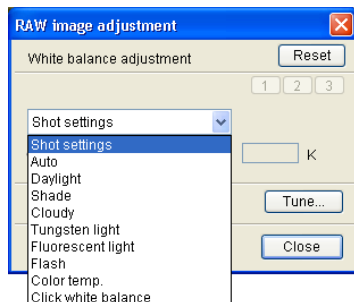 RAW image adjustment
White balance adjustment
Reset
1 2 3
Shot settings
Shot settings
Auto
Daylight
Shade
Cloudy
Tungsten light
Fluorescent light
Flash
Color temp.
Click white balance
K
Tune...
Close